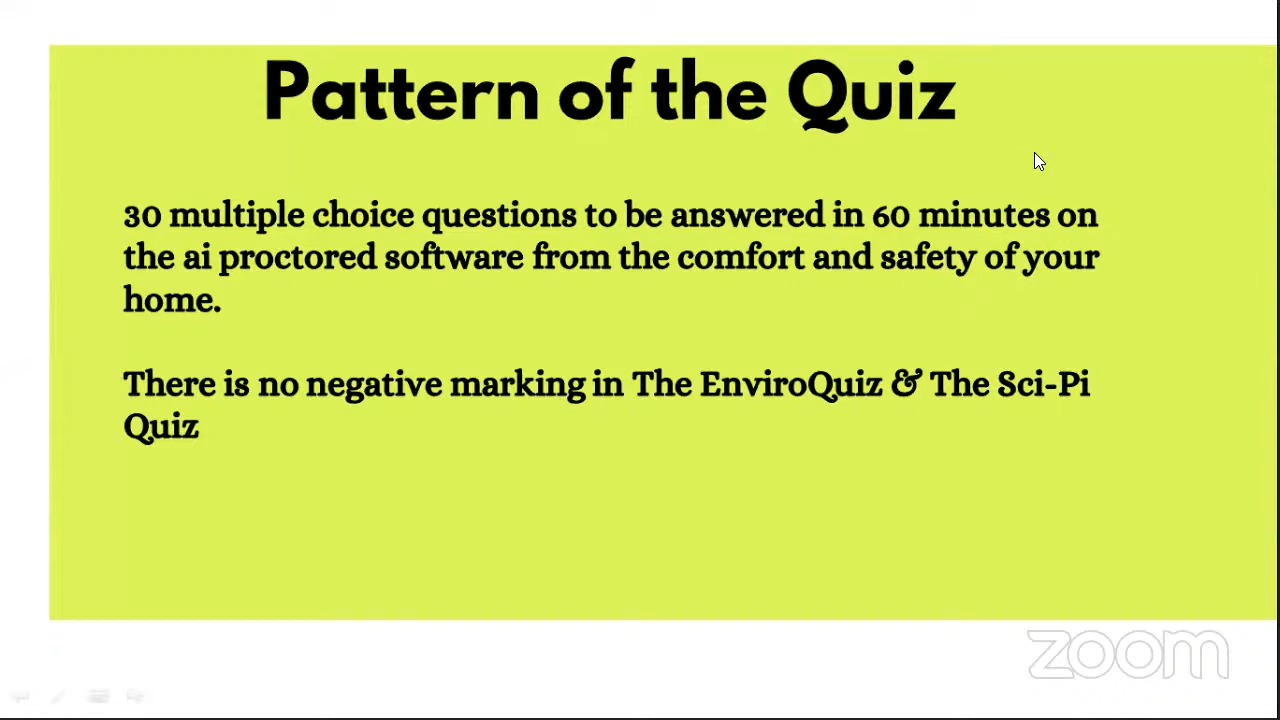 Pattern of the Quiz
30 multiple choice questions to be answered in 60 minutes on
the ai proctored software from the comfort and safety of your
home.
There is no negative marking in The EnviroQuiz & The Sci-Pi
Quiz
zoom